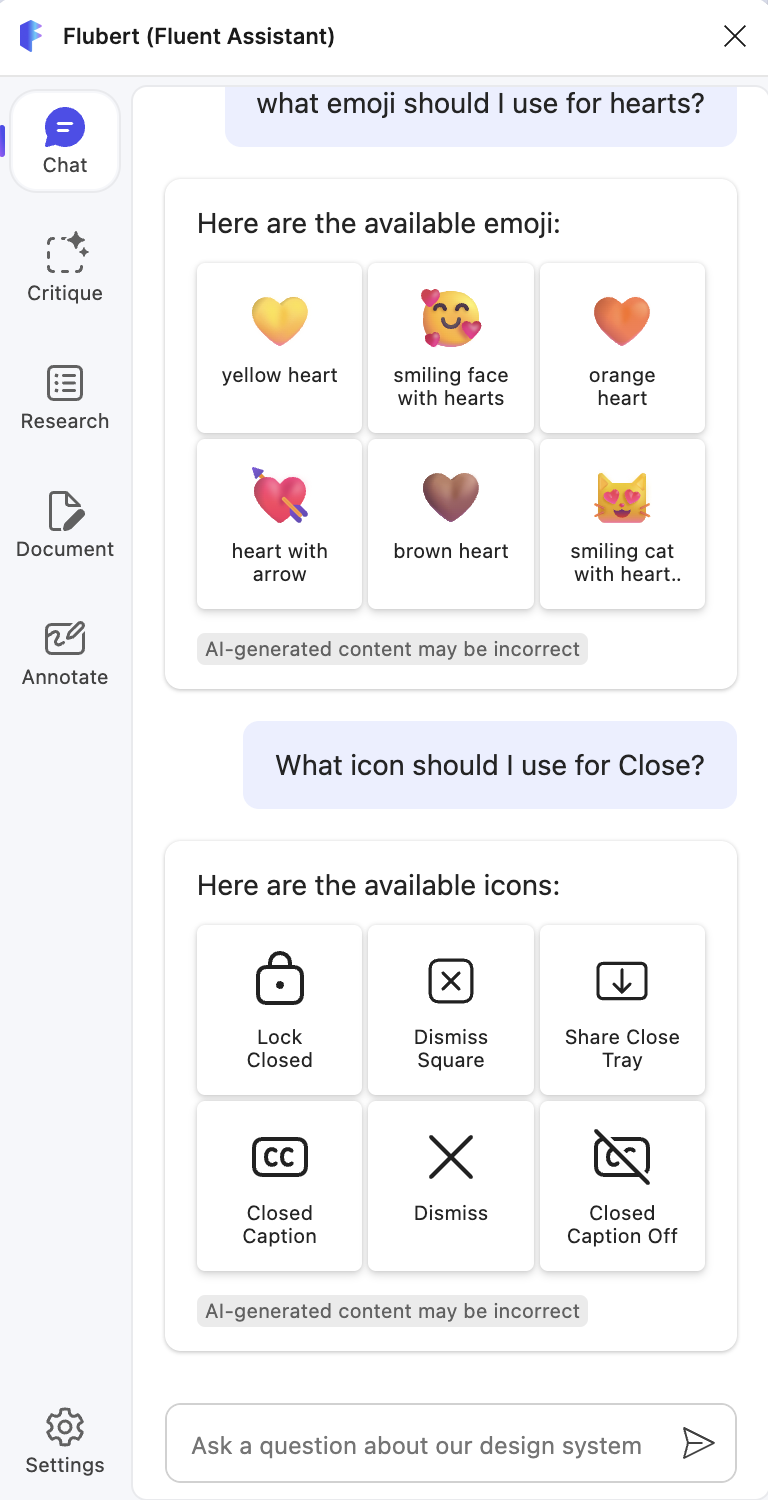 Flubert (Fluent Assistant)
what emoji should I use for hearts?
Chat
Critique
Research
Document
Annotate
Settings
Here are the available emoji:
yellow heart
smiling face
with hearts
orange
heart
heart with
arrow
brown heart
smiling cat
with heart..
AI-generated content may be incorrect
What icon should I use for Close?
Here are the available icons:
Lock
Closed
Dismiss
Square
Share Close
Tray
CC
Closed
Caption
Dismiss
CC
Closed
Caption Off
AI-generated content may be incorrect
Ask a question about our design system